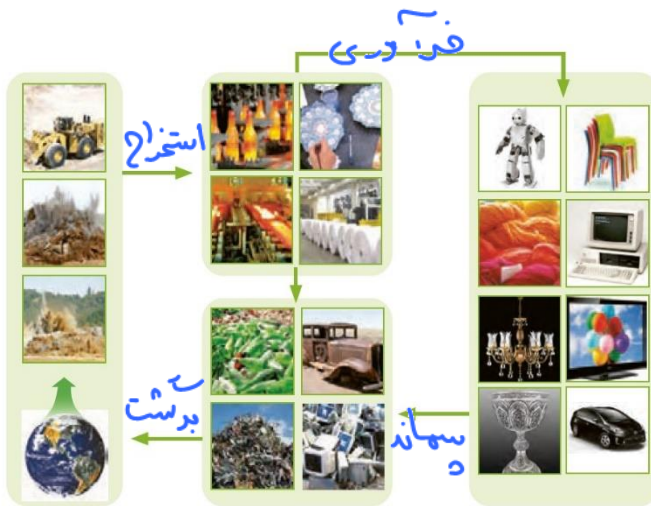 فرآوری
استخراج
برگشت
پسماند